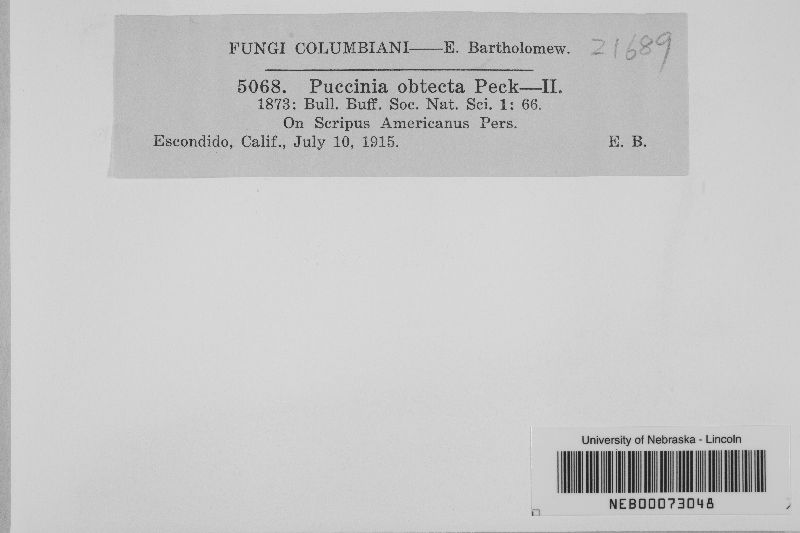 FUNGI COLUMBIANI——E. Bartholomew. 21689
5068. Puccinia obtecta Peck—II.
1873: Bull. Buff. Soc. Nat. Sci. 1: 66.
On Scripus Americanus Pers.
Escondido, Calif., July 10, 1915. E. B.
University of Nebraska - Lincoln
NEB00073048